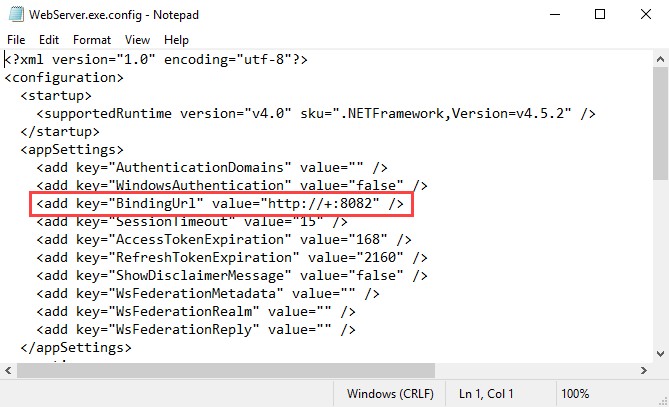 WebServer.exe.config - Notepad
File Edit Format View Help
<?xml version="1.0" encoding="utf-8"?>
<configuration>
<startup>
<supportedRuntime version="v4.0" sku=".NETFramework,Version=v4.5.2" />
</startup>
<appSettings>
<add key="AuthenticationDomains" value="" />
<add key="WindowsAuthentication" value="false" />
<add key="BindingUrl" value="http://+:8082" />
<add key="SessionTimeout" value="15" />
<add key="AccessTokenExpiration" value="168" />
<add key="RefreshTokenExpiration" value="2160" />
<add key="ShowDisclaimerMessage" value="false" />
<add key="WsFederationMetadata" value="" />
<add key="WsFederationRealm" value="" />
<add key="WsFederationReply" value="" />
</appSettings>
Windows (CRLF) Ln 1, Col 1 100%